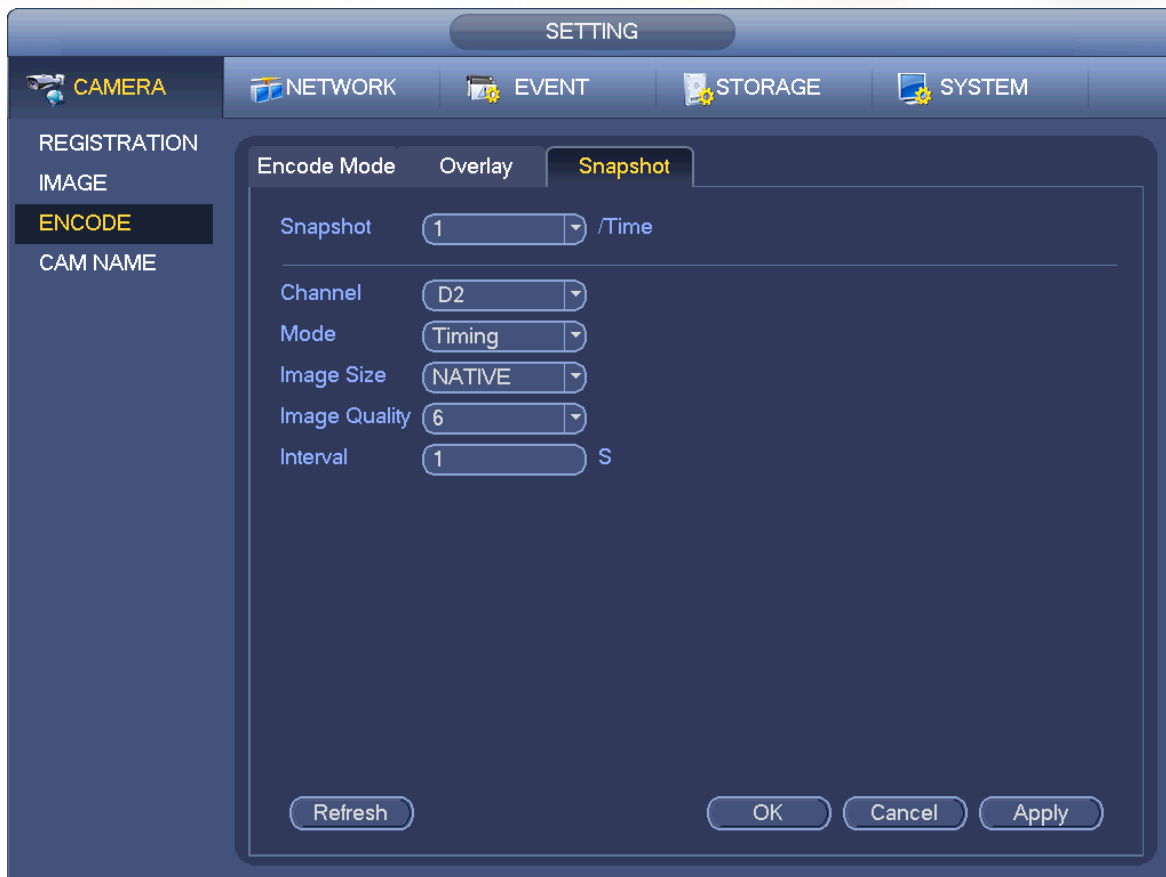 SETTING
CAMERA NETWORK EVENT STORAGE SYSTEM
REGISTRATION
IMAGE
ENCODE
CAM NAME
Encode Mode Overlay Snapshot
Snapshot 1 /Time
Channel D2
Mode Timing
Image Size NATIVE
Image Quality 6
Interval 1 S
Refresh OK Cancel Apply